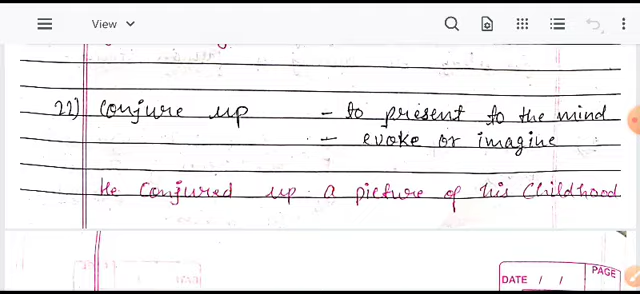 View
22) Conjure up - to present to the mind
- evoke or imagine
He conjured up a picture of his childhood
DATE / /
PAGE